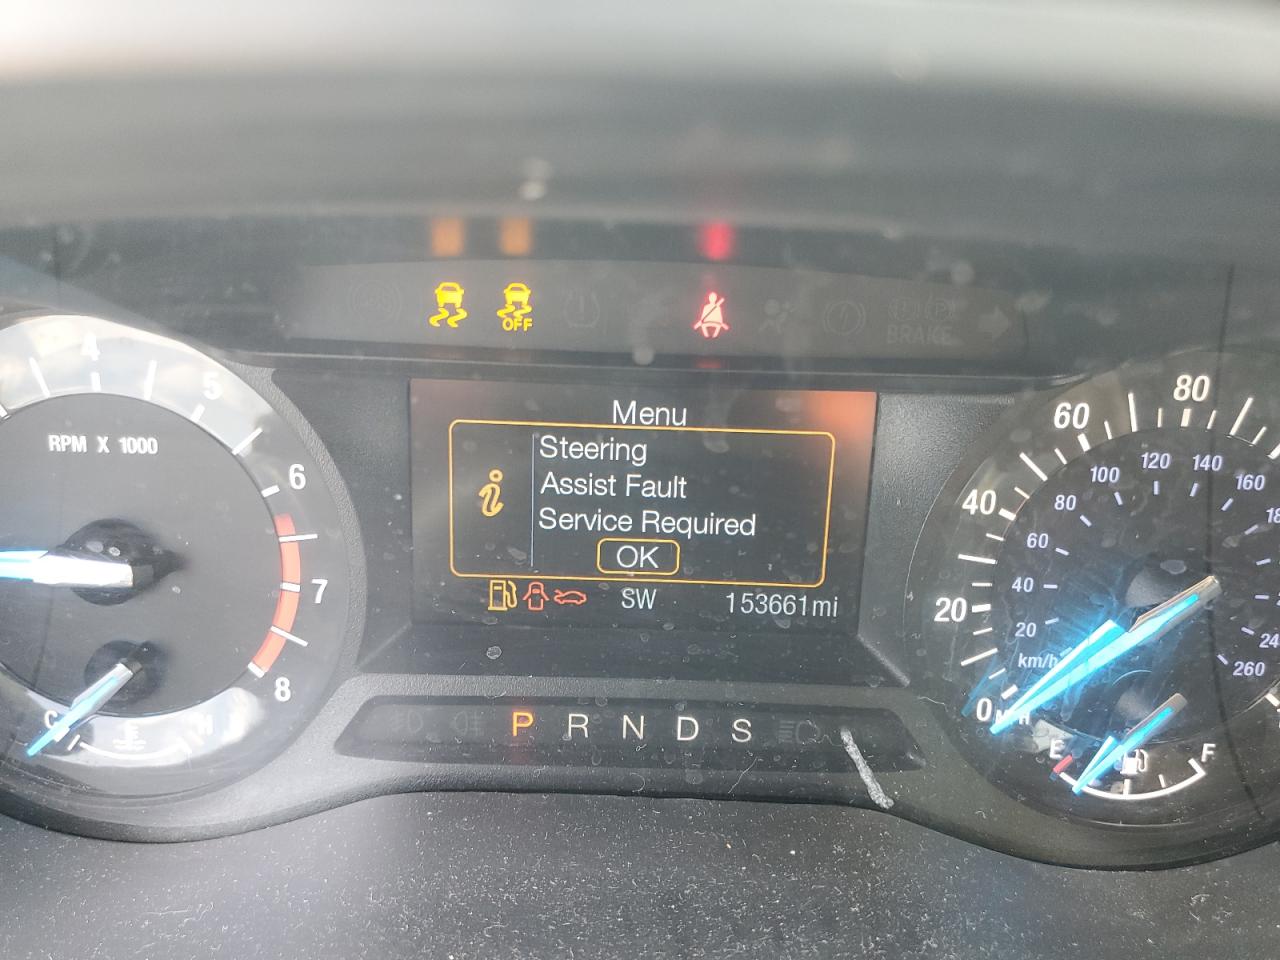 OFF
BRAKE
4
5
6
7
8
RPM X 1000
C
H
Menu
Steering
Assist Fault
Service Required
OK
SW
153661mi
P R N D S
80
60
40
20
0
MPH
120
140
100
160
80
60
40
20
km/h
260
E
F